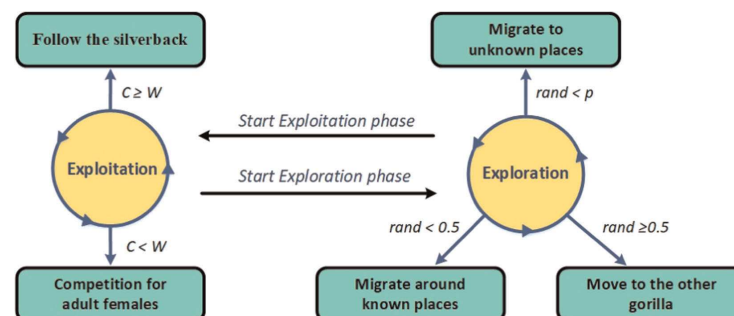 Follow the silverback
Migrate to
unknown places
C ≥ W
rand < p
Start Exploitation phase
Exploitation
Exploration
Start Exploration phase
C < W
rand < 0.5
rand ≥0.5
Competition for
adult females
Migrate around
known places
Move to the other
gorilla